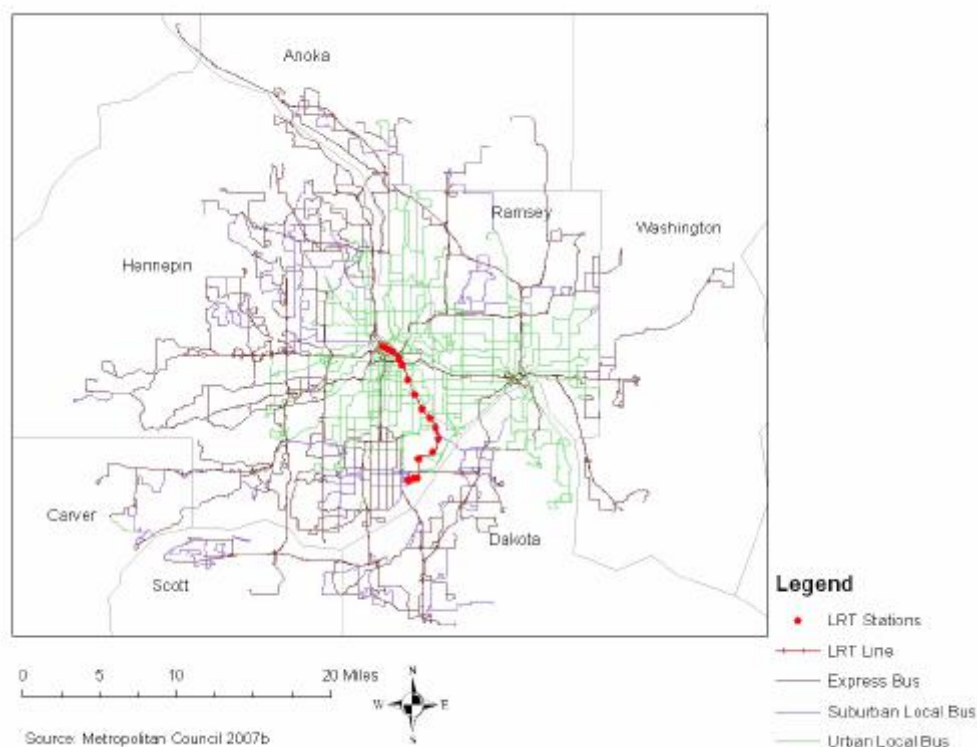 Anoka
Ramsey
Washington
Hennepin
Carver
Dakota
Scott
Legend
LRT Stations
LRT Line
Express Bus
Suburban Local Bus
Urban Local Bus
0 5 10 20 Miles
N
W E
S
Source: Metropolitan Council 2007b